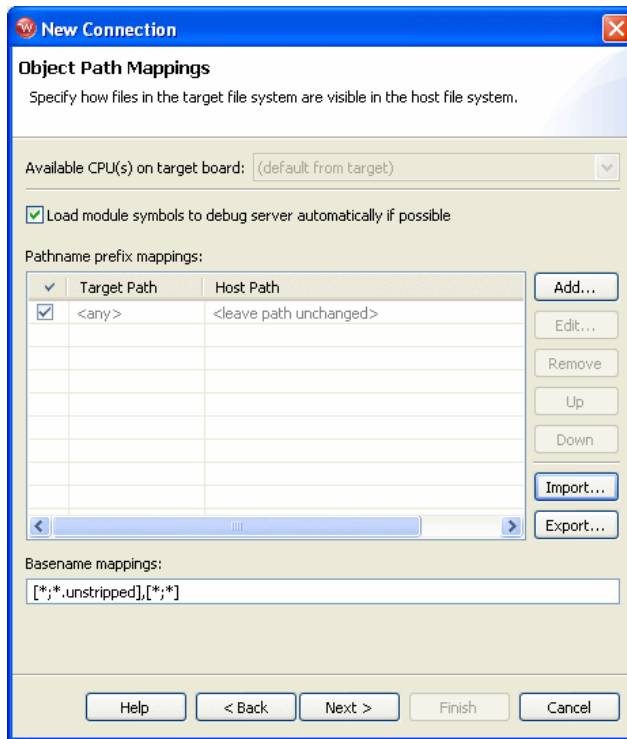 New Connection
Object Path Mappings
Specify how files in the target file system are visible in the host file system.
Available CPU(s) on target board: (default from target)
Load module symbols to debug server automatically if possible
Pathname prefix mappings:
Target Path Host Path
<any> <leave path unchanged>
Add...
Edit...
Remove
Up
Down
Import...
Export...
Basename mappings:
[*;*.unstripped],[*;*]
Help < Back Next > Finish Cancel